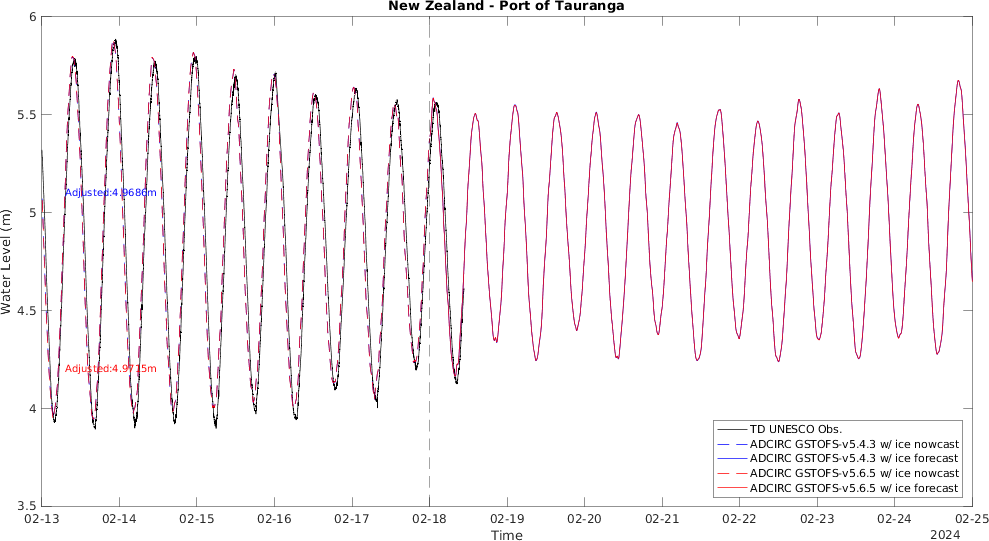 New Zealand - Port of Tauranga
Water Level (m)
6
5.5
5
4.5
4
3.5
Adjusted:4.9686m
Adjusted:4.9715m
TD UNESCO Obs.
ADCIRC GSTOFS-v5.4.3 w/ ice nowcast
ADCIRC GSTOFS-v5.4.3 w/ ice forecast
ADCIRC GSTOFS-v5.6.5 w/ ice nowcast
ADCIRC GSTOFS-v5.6.5 w/ ice forecast
02-13 02-14 02-15 02-16 02-17 02-18 02-19 02-20 02-21 02-22 02-23 02-24 02-25
Time
2024